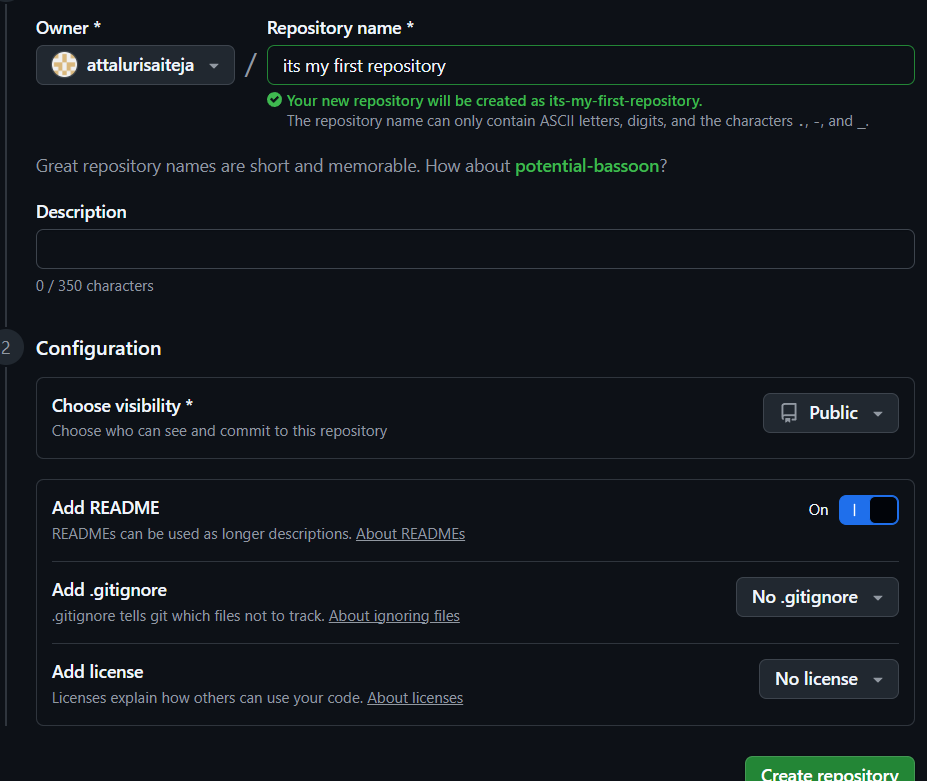 Owner *
Repository name *
attalurisaiteja
/
its my first repository
Your new repository will be created as its-my-first-repository.
The repository name can only contain ASCII letters, digits, and the characters ., -, and _.
Great repository names are short and memorable. How about potential-bassoon?
Description
0 / 350 characters
2
Configuration
Choose visibility *
Choose who can see and commit to this repository
Public
Add README
READMEs can be used as longer descriptions. About READMEs
On
Add .gitignore
.gitignore tells git which files not to track. About ignoring files
No .gitignore
Add license
Licenses explain how others can use your code. About licenses
No license
Create repository